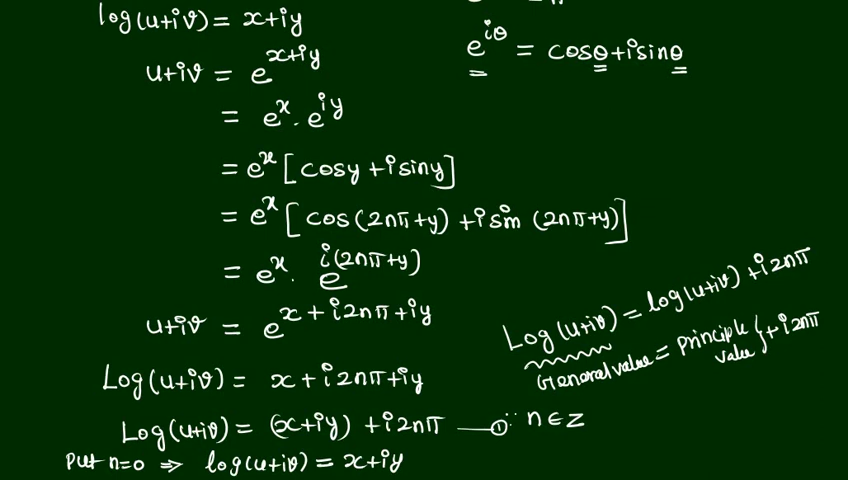 log(u+iv) = x+iy
e^{iθ} = cosθ+isinθ
u+iv = e^{x+iy}
= e^x . e^{iy}
= e^x [cosy + isiny]
= e^x [cos(2nπ+y) + isin (2nπ+y)]
= e^x . e^{i(2nπ+y)}
u+iv = e^{x+i2nπ+iy}
Log(u+iv) = log(u+iv) + i2nπ
General value = Principle value } + i2nπ
Log(u+iv) = x+i2nπ+iy
Log(u+iv) = (x+iy) + i2nπ —① ∵ n∈Z
Put n=0 ⇒ log(u+iv) = x+iy